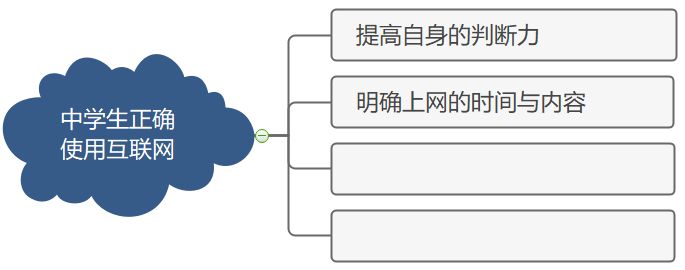 中学生正确
使用互联网
提高自身的判断力
明确上网的时间与内容